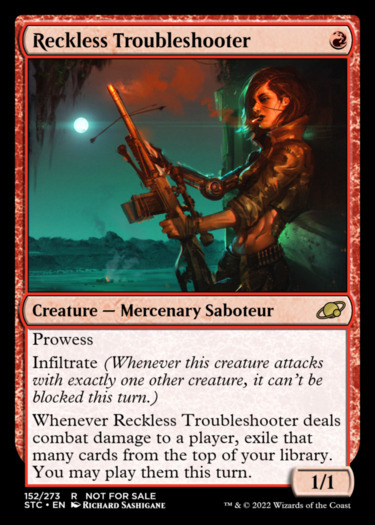 Reckless Troubleshooter
Creature — Mercenary Saboteur
Prowess
Infiltrate (Whenever this creature attacks
with exactly one other creature, it can't be
blocked this turn.)
Whenever Reckless Troubleshooter deals
combat damage to a player, exile that
many cards from the top of your library.
You may play them this turn.
1/1
152/273 R NOT FOR SALE
STC • EN Richard Sashigane
™ & © 2022 Wizards of the Coast